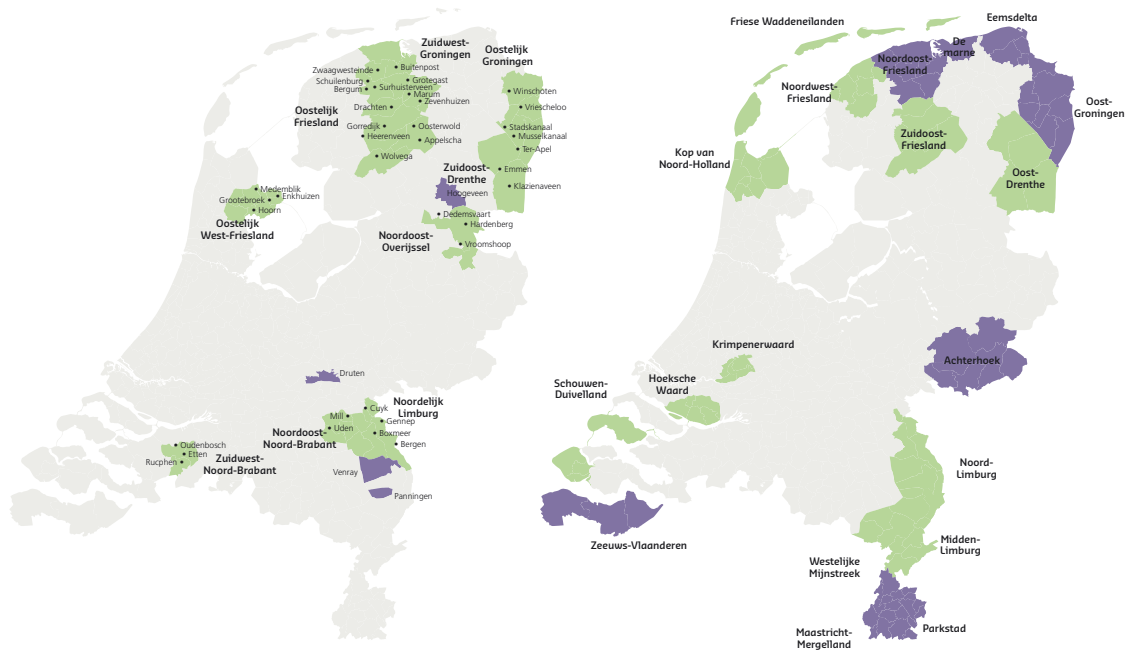 Zuidwest-
Groningen
Oostelijk
Groningen
Zwaagwesteinde
Buitenpost
Schuilenburg
Grotegast
Bergum
Surhuisterveen
Marum
Zevenhuizen
Winschoten
Oostelijk
Friesland
Drachten
Vriescheloo
Gorredijk
Oosterwold
Stadskanaal
Heerenveen
Appelscha
Musselkanaal
Ter-Apel
Wolvega
Zuidoost-
Drenthe
Emmen
Hoogeveen
Klazienaveen
Medemblik
Enkhuizen
Grootebroek
Hoorn
Oostelijk
West-Friesland
Dedemsvaart
Hardenberg
Noordoost-
Overijssel
Vroomshoop
Druten
Noordelijk
Limburg
Cuyk
Mill
Gennep
Uden
Boxmeer
Noordoost-
Noord-Brabant
Bergen
Oudenbosch
Etten
Rucphen
Zuidwest-
Noord-Brabant
Venray
Panningen
Friese Waddeneilanden
Eemsdelta
De
marne
Noordoost-
Friesland
Noordwest-
Friesland
Oost-
Groningen
Zuidoost-
Friesland
Kop van
Noord-Holland
Oost-
Drenthe
Krimpenerwaard
Achterhoek
Schouwen-
Duivelland
Hoeksche
Waard
Noord-
Limburg
Zeeuws-Vlaanderen
Midden-
Limburg
Westelijke
Mijnstreek
Maastricht-
Mergelland
Parkstad